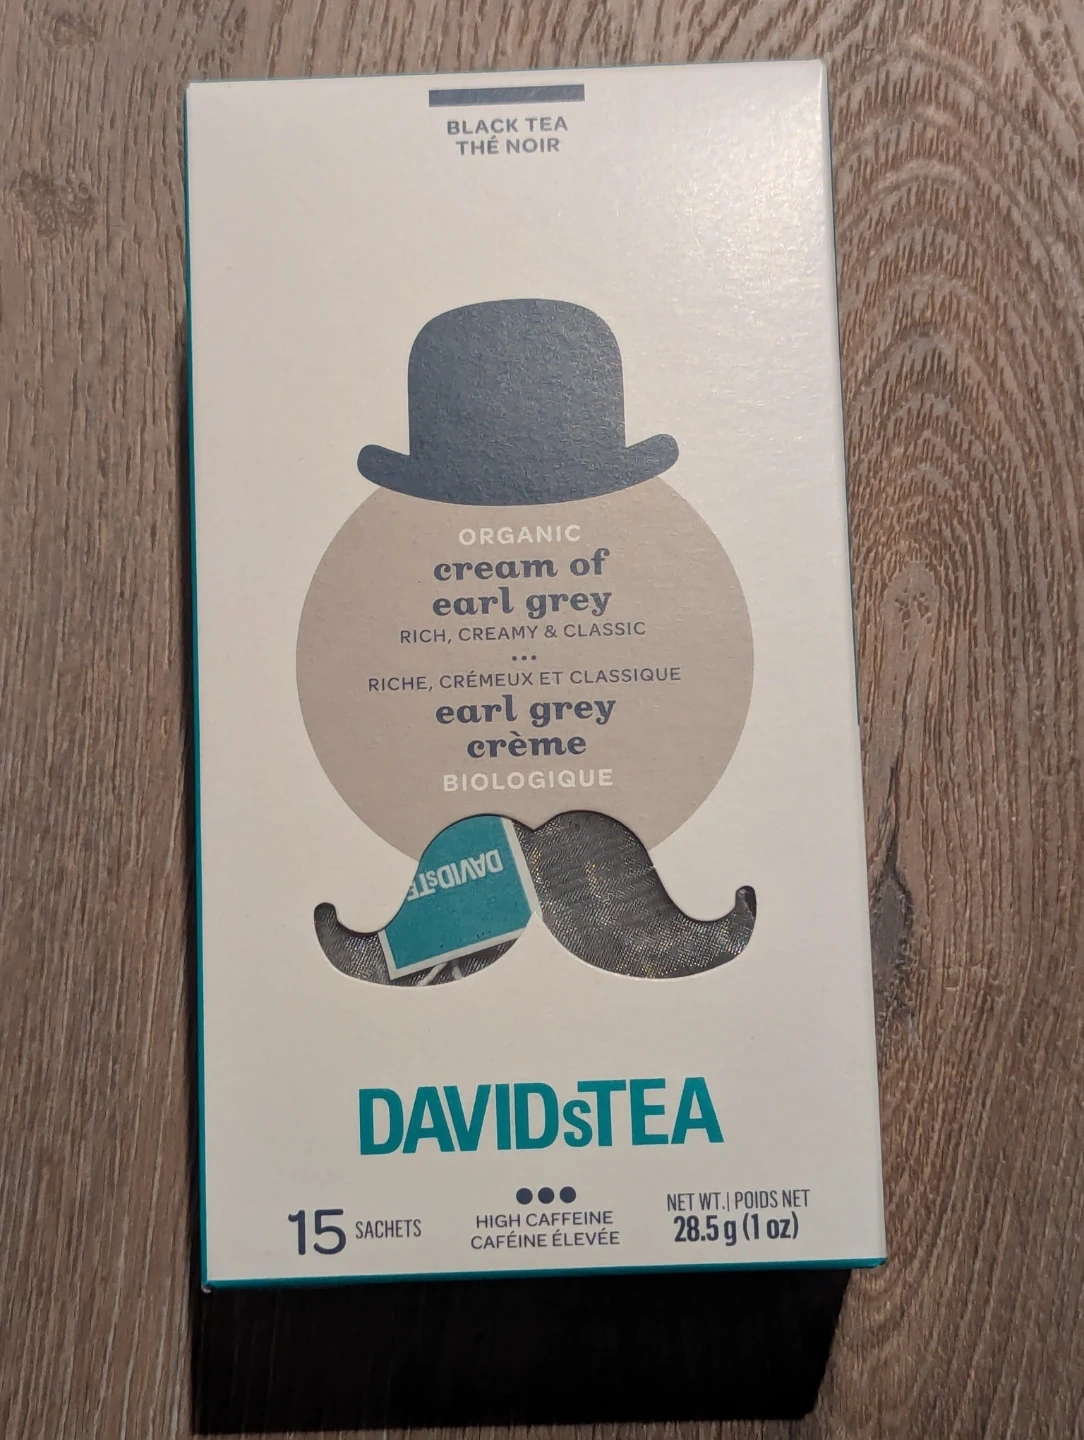 BLACK TEA
THÉ NOIR
ORGANIC
cream of
earl grey
RICH, CREAMY & CLASSIC
...
RICHE, CRÉMEUX ET CLASSIQUE
earl grey
crème
BIOLOGIQUE
DAVIDsTE
DAVIDsTEA
15 SACHETS
HIGH CAFFEINE
CAFÉINE ÉLEVÉE
NET WT. | POIDS NET
28.5 g (1 oz)